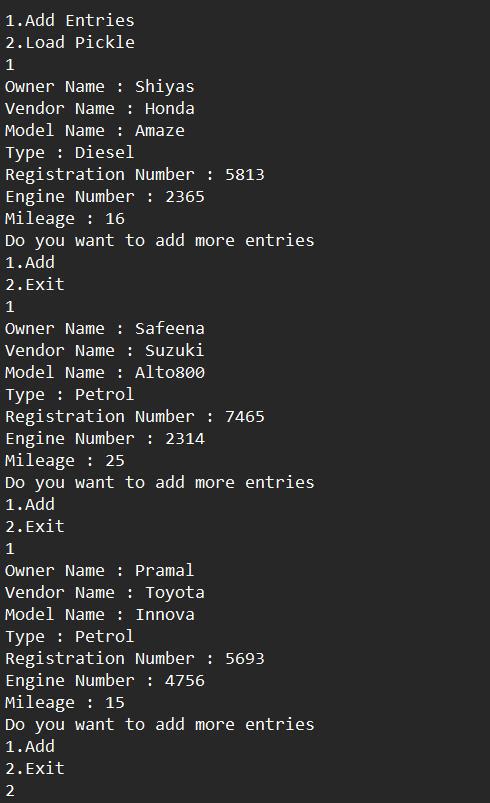 1.Add Entries
2.Load Pickle
1
Owner Name : Shiyas
Vendor Name : Honda
Model Name : Amaze
Type : Diesel
Registration Number : 5813
Engine Number : 2365
Mileage : 16
Do you want to add more entries
1.Add
2.Exit
1
Owner Name : Safeena
Vendor Name : Suzuki
Model Name : Alto800
Type : Petrol
Registration Number : 7465
Engine Number : 2314
Mileage : 25
Do you want to add more entries
1.Add
2.Exit
1
Owner Name : Pramal
Vendor Name : Toyota
Model Name : Innova
Type : Petrol
Registration Number : 5693
Engine Number : 4756
Mileage : 15
Do you want to add more entries
1.Add
2.Exit
2